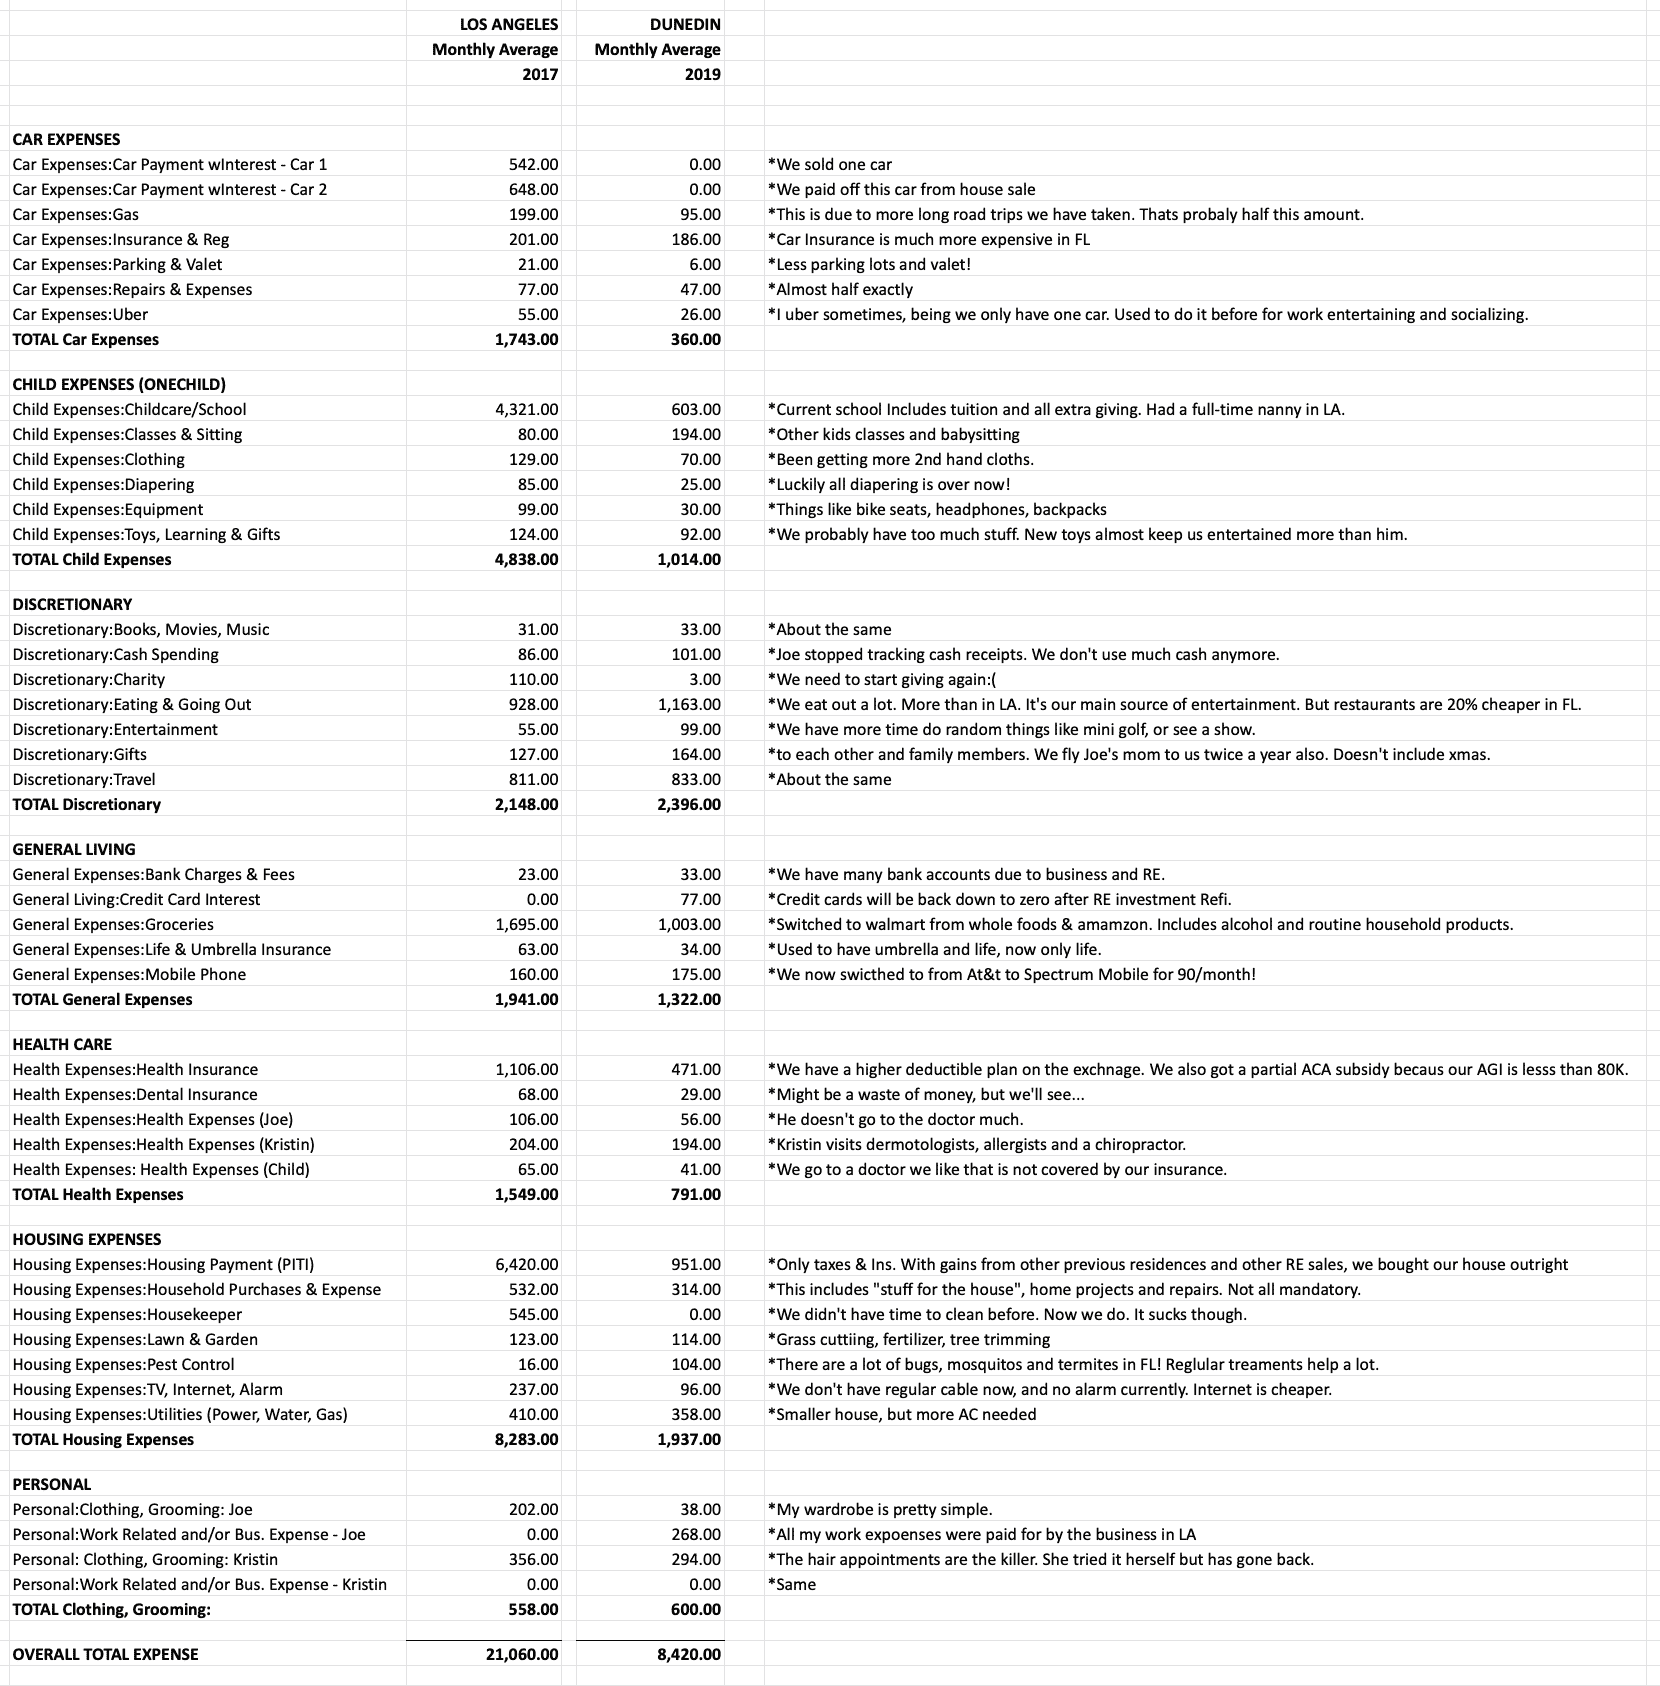 LOS ANGELES DUNEDIN
Monthly Average Monthly Average
2017 2019
CAR EXPENSES
Car Expenses:Car Payment wInterest - Car 1 542.00 0.00 *We sold one car
Car Expenses:Car Payment wInterest - Car 2 648.00 0.00 *We paid off this car from house sale
Car Expenses:Gas 199.00 95.00 *This is due to more long road trips we have taken. Thats probaly half this amount.
Car Expenses:Insurance & Reg 201.00 186.00 *Car Insurance is much more expensive in FL
Car Expenses:Parking & Valet 21.00 6.00 *Less parking lots and valet!
Car Expenses:Repairs & Expenses 77.00 47.00 *Almost half exactly
Car Expenses:Uber 55.00 26.00 *I uber sometimes, being we only have one car. Used to do it before for work entertaining and socializing.
TOTAL Car Expenses 1,743.00 360.00
CHILD EXPENSES (ONECHILD)
Child Expenses:Childcare/School 4,321.00 603.00 *Current school Includes tuition and all extra giving. Had a full-time nanny in LA.
Child Expenses:Classes & Sitting 80.00 194.00 *Other kids classes and babysitting
Child Expenses:Clothing 129.00 70.00 *Been getting more 2nd hand cloths.
Child Expenses:Diapering 85.00 25.00 *Luckily all diapering is over now!
Child Expenses:Equipment 99.00 30.00 *Things like bike seats, headphones, backpacks
Child Expenses:Toys, Learning & Gifts 124.00 92.00 *We probably have too much stuff. New toys almost keep us entertained more than him.
TOTAL Child Expenses 4,838.00 1,014.00
DISCRETIONARY
Discretionary:Books, Movies, Music 31.00 33.00 *About the same
Discretionary:Cash Spending 86.00 101.00 *Joe stopped tracking cash receipts. We don't use much cash anymore.
Discretionary:Charity 110.00 3.00 *We need to start giving again:(
Discretionary:Eating & Going Out 928.00 1,163.00 *We eat out a lot. More than in LA. It's our main source of entertainment. But restaurants are 20% cheaper in FL.
Discretionary:Entertainment 55.00 99.00 *We have more time do random things like mini golf, or see a show.
Discretionary:Gifts 127.00 164.00 *to each other and family members. We fly Joe's mom to us twice a year also. Doesn't include xmas.
Discretionary:Travel 811.00 833.00 *About the same
TOTAL Discretionary 2,148.00 2,396.00
GENERAL LIVING
General Expenses:Bank Charges & Fees 23.00 33.00 *We have many bank accounts due to business and RE.
General Living:Credit Card Interest 0.00 77.00 *Credit cards will be back down to zero after RE investment Refi.
General Expenses:Groceries 1,695.00 1,003.00 *Switched to walmart from whole foods & amamzon. Includes alcohol and routine household products.
General Expenses:Life & Umbrella Insurance 63.00 34.00 *Used to have umbrella and life, now only life.
General Expenses:Mobile Phone 160.00 175.00 *We now swicthed to from At&t to Spectrum Mobile for 90/month!
TOTAL General Expenses 1,941.00 1,322.00
HEALTH CARE
Health Expenses:Health Insurance 1,106.00 471.00 *We have a higher deductible plan on the exchnage. We also got a partial ACA subsidy becaus our AGI is lesss than 80K.
Health Expenses:Dental Insurance 68.00 29.00 *Might be a waste of money, but we'll see...
Health Expenses:Health Expenses (Joe) 106.00 56.00 *He doesn't go to the doctor much.
Health Expenses:Health Expenses (Kristin) 204.00 194.00 *Kristin visits dermotologists, allergists and a chiropractor.
Health Expenses: Health Expenses (Child) 65.00 41.00 *We go to a doctor we like that is not covered by our insurance.
TOTAL Health Expenses 1,549.00 791.00
HOUSING EXPENSES
Housing Expenses:Housing Payment (PITI) 6,420.00 951.00 *Only taxes & Ins. With gains from other previous residences and other RE sales, we bought our house outright
Housing Expenses:Household Purchases & Expense 532.00 314.00 *This includes "stuff for the house", home projects and repairs. Not all mandatory.
Housing Expenses:Housekeeper 545.00 0.00 *We didn't have time to clean before. Now we do. It sucks though.
Housing Expenses:Lawn & Garden 123.00 114.00 *Grass cuttiing, fertilizer, tree trimming
Housing Expenses:Pest Control 16.00 104.00 *There are a lot of bugs, mosquitos and termites in FL! Reglular treaments help a lot.
Housing Expenses:TV, Internet, Alarm 237.00 96.00 *We don't have regular cable now, and no alarm currently. Internet is cheaper.
Housing Expenses:Utilities (Power, Water, Gas) 410.00 358.00 *Smaller house, but more AC needed
TOTAL Housing Expenses 8,283.00 1,937.00
PERSONAL
Personal:Clothing, Grooming: Joe 202.00 38.00 *My wardrobe is pretty simple.
Personal:Work Related and/or Bus. Expense - Joe 0.00 268.00 *All my work expoenses were paid for by the business in LA
Personal: Clothing, Grooming: Kristin 356.00 294.00 *The hair appointments are the killer. She tried it herself but has gone back.
Personal:Work Related and/or Bus. Expense - Kristin 0.00 0.00 *Same
TOTAL Clothing, Grooming: 558.00 600.00
OVERALL TOTAL EXPENSE 21,060.00 8,420.00